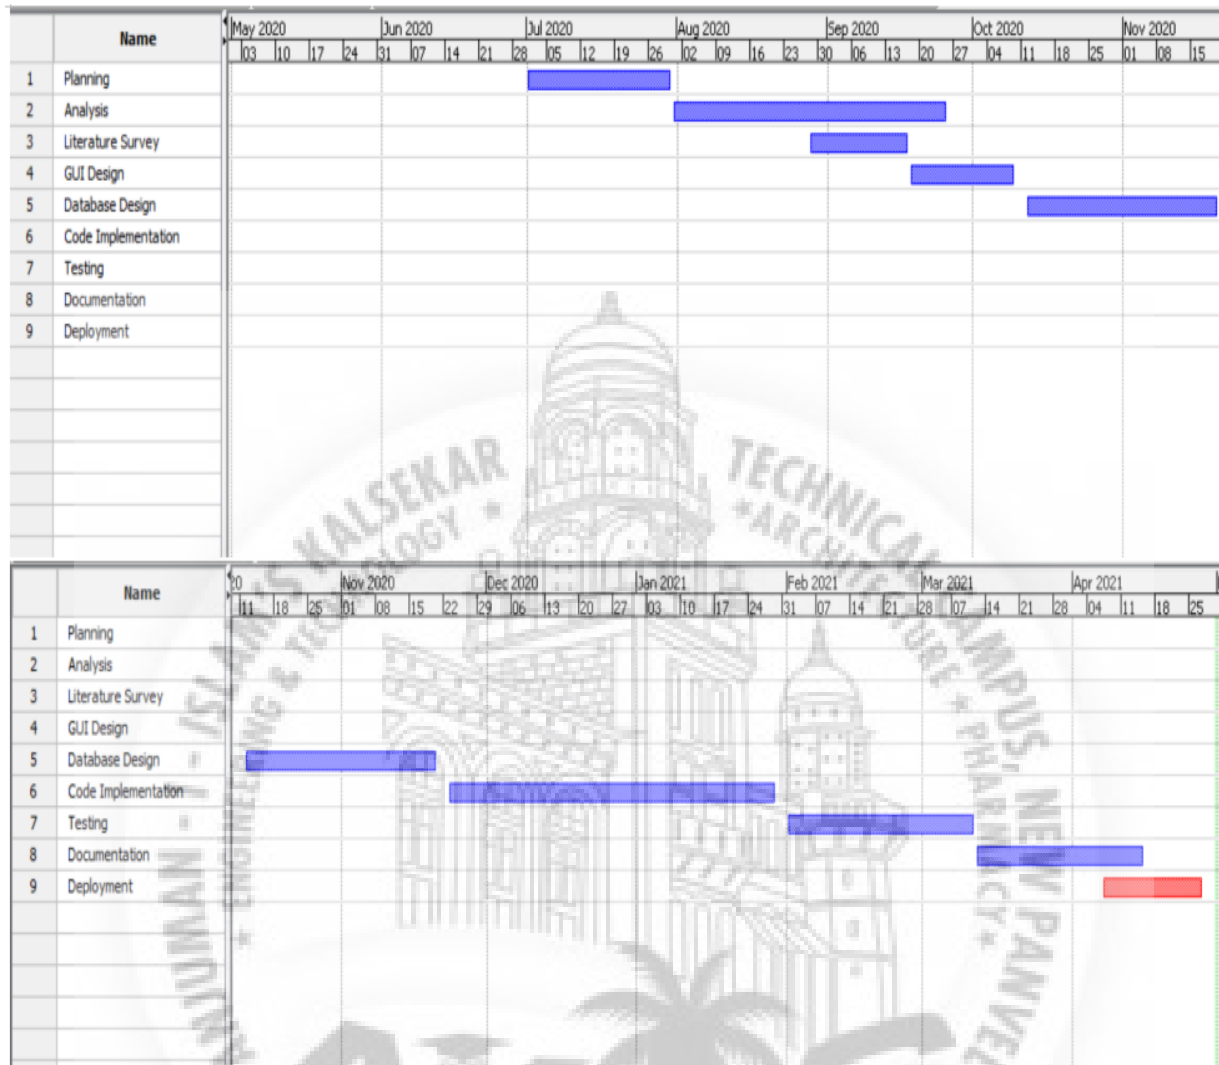 Name
May 2020 Jun 2020 Jul 2020 Aug 2020 Sep 2020 Oct 2020 Nov 2020
03 10 17 24 31 07 14 21 28 05 12 19 26 02 09 16 23 30 06 13 20 27 04 11 18 25 01 08 15
1 Planning
2 Analysis
3 Literature Survey
4 GUI Design
5 Database Design
6 Code Implementation
7 Testing
8 Documentation
9 Deployment
Name
20 Nov 2020 Dec 2020 Jan 2021 Feb 2021 Mar 2021 Apr 2021
11 18 25 01 08 15 22 29 06 13 20 27 03 10 17 24 31 07 14 21 28 07 14 21 28 04 11 18 25
1 Planning
2 Analysis
3 Literature Survey
4 GUI Design
5 Database Design
6 Code Implementation
7 Testing
8 Documentation
9 Deployment
ANJUMAN - I - ISLAM'S KALSEKAR TECHNICAL CAMPUS, NEW PANVEL
ENGINEERING & TECHNOLOGY * ARCHITECTURE * PHARMACY *